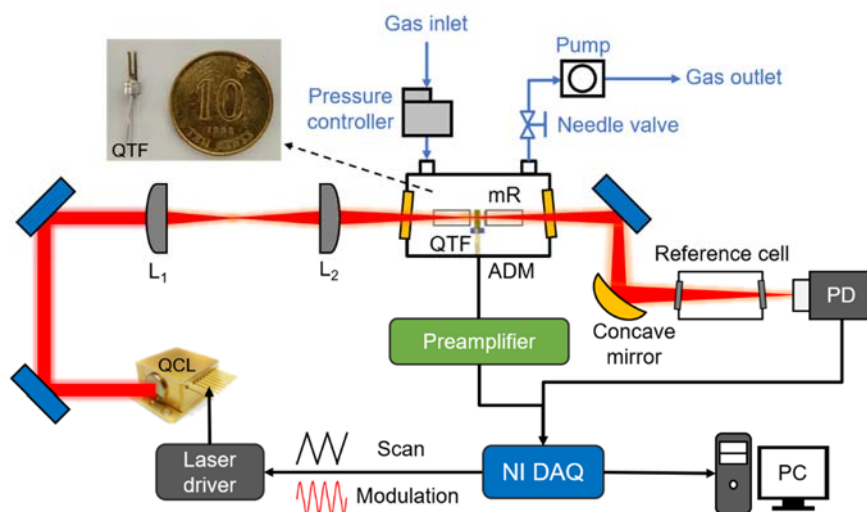 Gas inlet
Pump
Gas outlet
Pressure
controller
Needle valve
10
QTF
mR
QTF
ADM
L1
L2
Reference cell
PD
Concave
mirror
Preamplifier
QCL
Laser
driver
Scan
Modulation
NI DAQ
PC